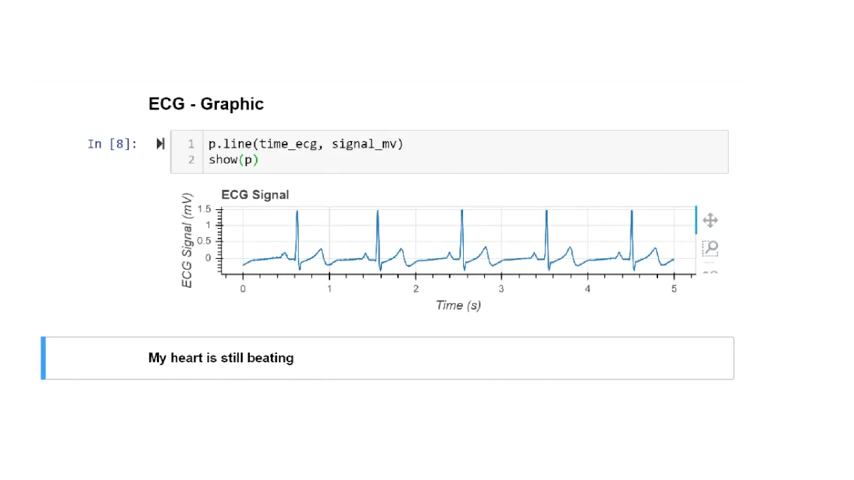 ECG - Graphic
In [8]:
1 p.line(time_ecg, signal_mv)
2 show(p)
ECG Signal
ECG Signal (mV)
1.5
1
0.5
0
0 1 2 3 4 5
Time (s)
My heart is still beating